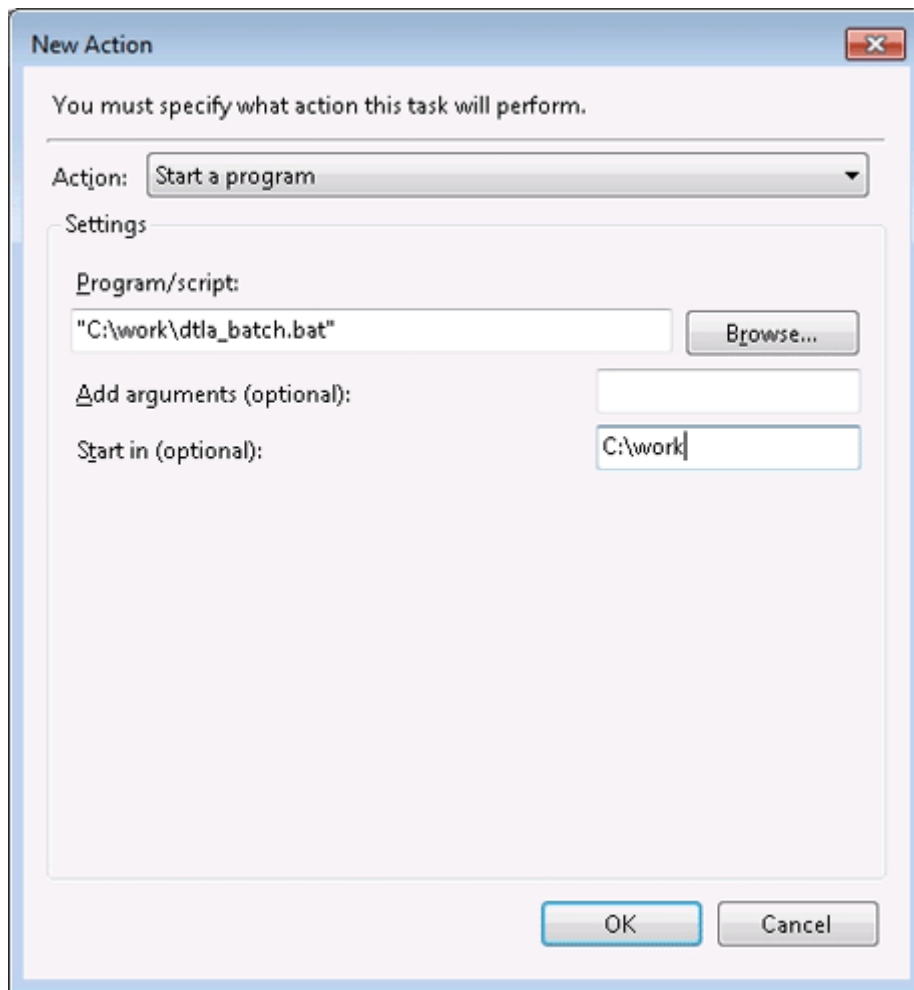 New Action
You must specify what action this task will perform.
Action: Start a program
Settings
Program/script:
"C:\work\dtla_batch.bat" Browse...
Add arguments (optional):
Start in (optional): C:\work
OK Cancel